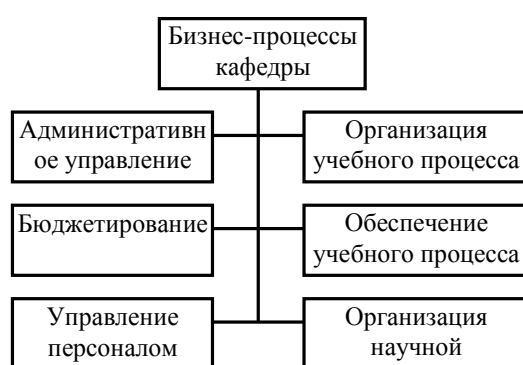 Бизнес-процессы
кафедры
Административн
ое управление
Организация
учебного процесса
Бюджетирование
Обеспечение
учебного процесса
Управление
персоналом
Организация
научной